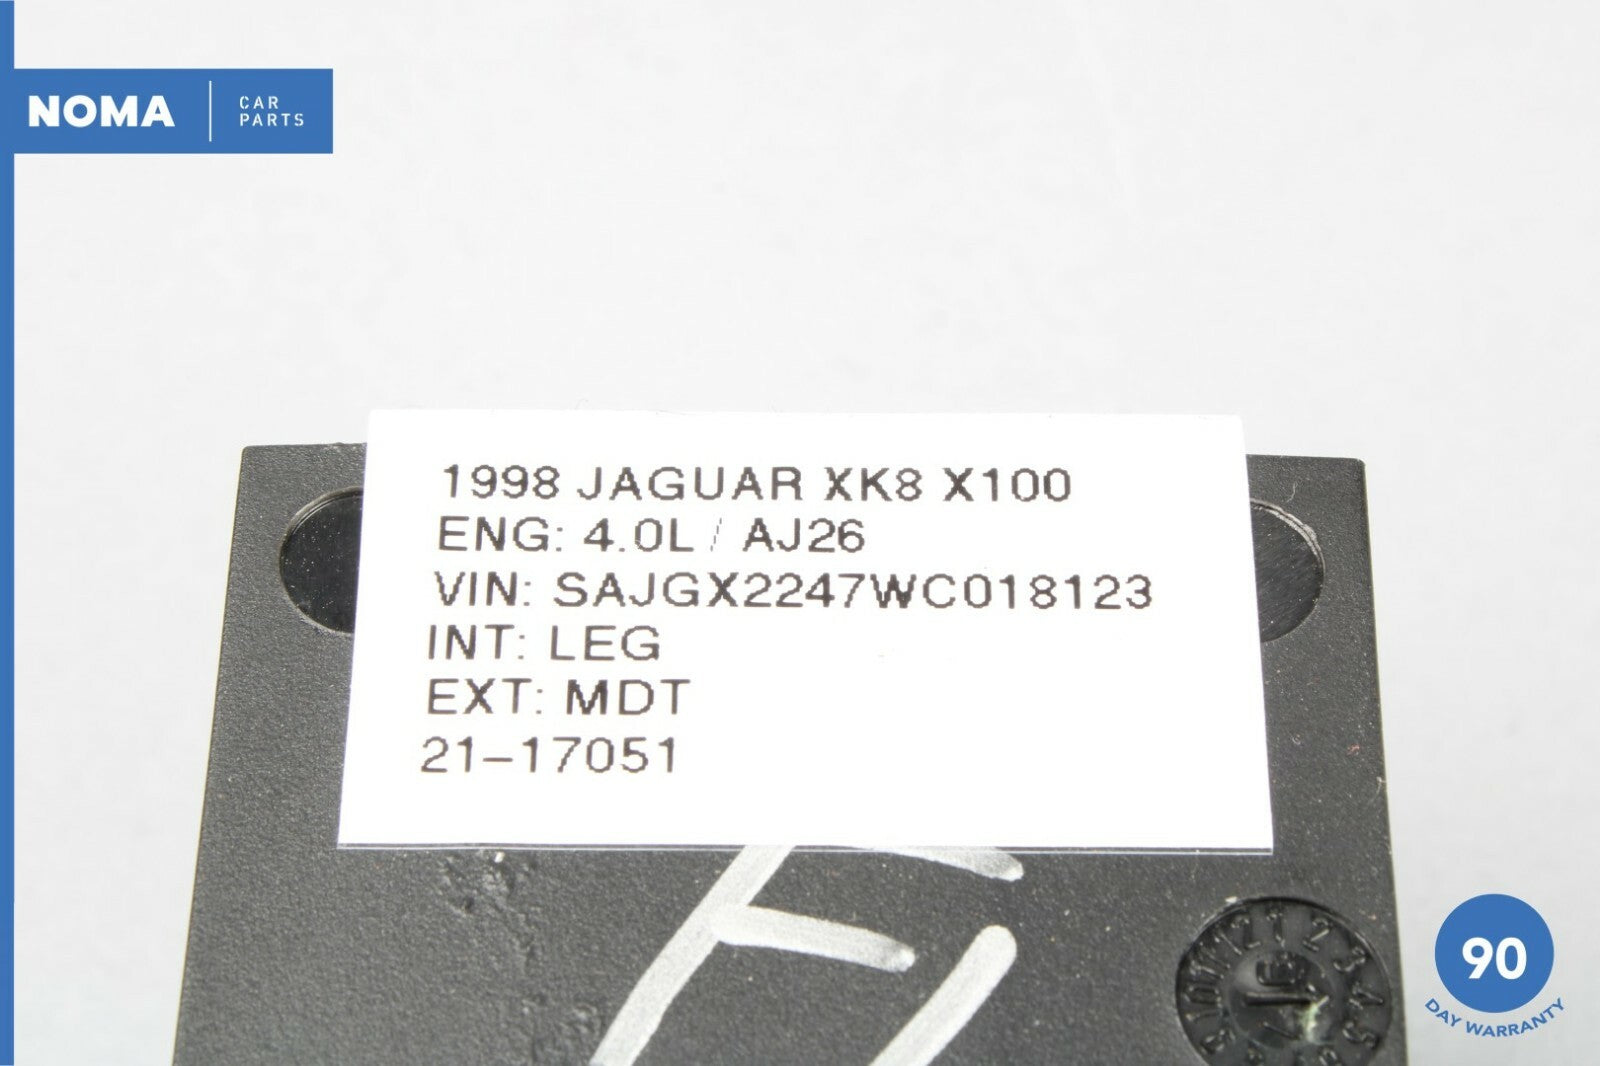 NOMA
CAR
PARTS
1998 JAGUAR XK8 X100
ENG: 4.0L / AJ26
VIN: SAJGX2247WC018123
INT: LEG
EXT: MDT
21-17051
90
DAY WARRANTY